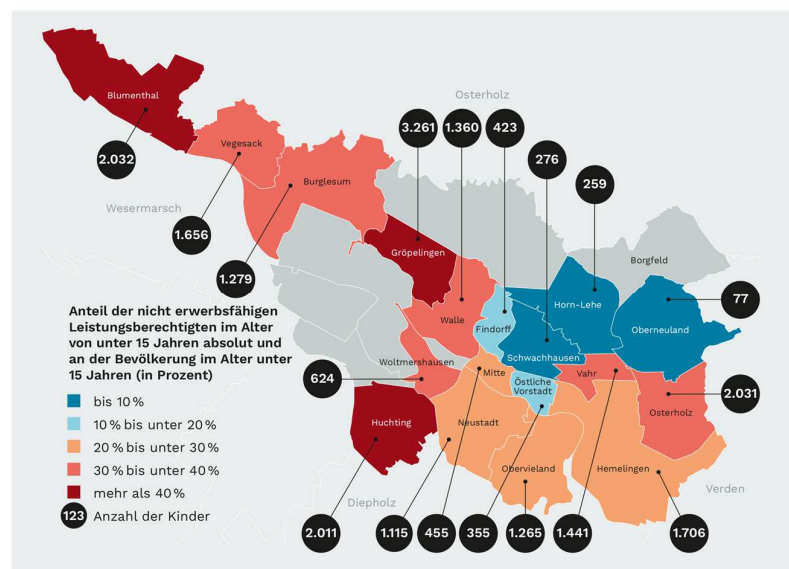 Osterholz
Blumenthal
3.261
1.360
423
Vegesack
2.032
276
Burglesum
259
Wesermarsch
1.656
Gröpelingen
Borgfeld
1.279
Horn-Lehe
77
Anteil der nicht erwerbsfähigen
Leistungsberechtigten im Alter
von unter 15 Jahren absolut und
an der Bevölkerung im Alter unter
15 Jahren (in Prozent)
Walle
Findorff
Oberneuland
Schwachhausen
Woltmershausen
Mitte
Vahr
624
Östliche
Vorstadt
2.031
bis 10 %
10 % bis unter 20 %
20 % bis unter 30 %
30 % bis unter 40 %
mehr als 40 %
123 Anzahl der Kinder
Huchting
Neustadt
Osterholz
Obervieland
Hemelingen
Diepholz
Verden
2.011
1.115
455
355
1.265
1.441
1.706